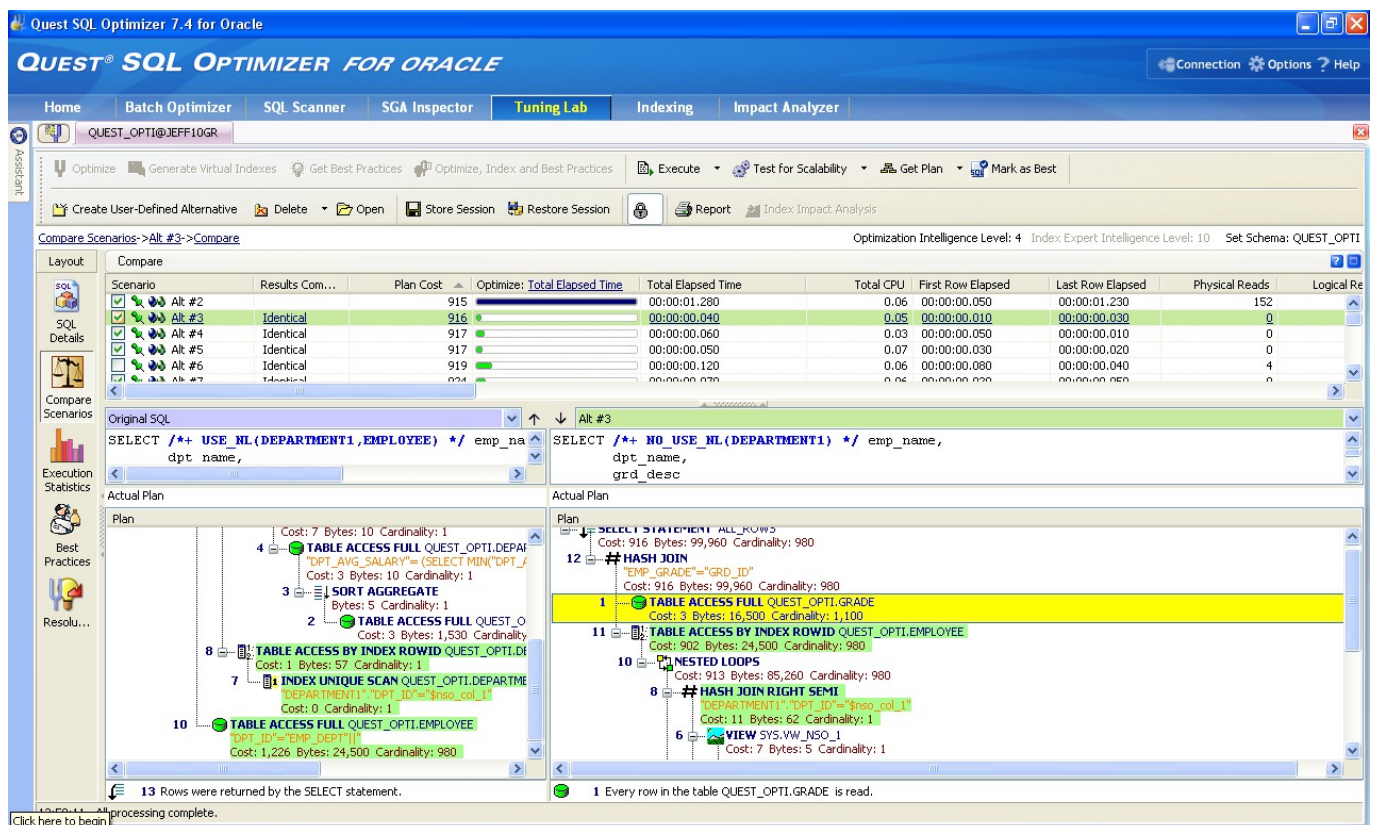 Quest SQL Optimizer 7.4 for Oracle
QUEST® SQL OPTIMIZER FOR ORACLE
Connection Options ? Help
Home Batch Optimizer SQL Scanner SGA Inspector Tuning Lab Indexing Impact Analyzer
Assistant
QUEST_OPTI@JEFF10GR
Optimize Generate Virtual Indexes Get Best Practices Optimize, Index and Best Practices Execute Test for Scalability Get Plan Mark as Best
Create User-Defined Alternative Delete Open Store Session Restore Session Report Index Impact Analysis
Compare Scenarios->Alt #3->Compare Optimization Intelligence Level: 4 Index Expert Intelligence Level: 10 Set Schema: QUEST_OPTI
Layout Compare
SQL Details
Compare Scenarios
Execution Statistics
Best Practices
Resolu...
Scenario Results Com... Plan Cost Optimize: Total Elapsed Time Total Elapsed Time Total CPU First Row Elapsed Last Row Elapsed Physical Reads Logical Re
Alt #2 915 00:00:01.280 0.06 00:00:00.050 00:00:01.230 152
Alt #3 Identical 916 00:00:00.040 0.05 00:00:00.010 00:00:00.030 0
Alt #4 Identical 917 00:00:00.060 0.03 00:00:00.050 00:00:00.010 0
Alt #5 Identical 917 00:00:00.050 0.07 00:00:00.030 00:00:00.020 0
Alt #6 Identical 919 00:00:00.120 0.06 00:00:00.080 00:00:00.040 4
Alt #7 Identical
Original SQL
SELECT /*+ USE_NL(DEPARTMENT1,EMPLOYEE) */ emp_na
dpt_name,
Actual Plan
Plan
Cost: 7 Bytes: 10 Cardinality: 1
4 TABLE ACCESS FULL QUEST_OPTI.DEPAR
"DPT_AVG_SALARY"= (SELECT MIN("DPT_A
Cost: 3 Bytes: 10 Cardinality: 1
3 SORT AGGREGATE
Bytes: 5 Cardinality: 1
2 TABLE ACCESS FULL QUEST_O
Cost: 3 Bytes: 1,530 Cardinality
8 TABLE ACCESS BY INDEX ROWID QUEST_OPTI.DE
Cost: 1 Bytes: 57 Cardinality: 1
7 INDEX UNIQUE SCAN QUEST_OPTI.DEPARTME
"DEPARTMENT1"."DPT_ID"="$nso_col_1"
Cost: 0 Cardinality: 1
10 TABLE ACCESS FULL QUEST_OPTI.EMPLOYEE
"DPT_ID"="EMP_DEPT"||''
Cost: 1,226 Bytes: 24,500 Cardinality: 980
13 Rows were returned by the SELECT statement.
Alt #3
SELECT /*+ NO_USE_NL(DEPARTMENT1) */ emp_name,
dpt_name,
grd_desc
Actual Plan
Plan
SELECT STATEMENT ALL_ROWS
Cost: 916 Bytes: 99,960 Cardinality: 980
12 HASH JOIN
"EMP_GRADE"="GRD_ID"
Cost: 916 Bytes: 99,960 Cardinality: 980
1 TABLE ACCESS FULL QUEST_OPTI.GRADE
Cost: 3 Bytes: 16,500 Cardinality: 1,100
11 TABLE ACCESS BY INDEX ROWID QUEST_OPTI.EMPLOYEE
Cost: 902 Bytes: 24,500 Cardinality: 980
10 NESTED LOOPS
Cost: 913 Bytes: 85,260 Cardinality: 980
8 HASH JOIN RIGHT SEMI
"DEPARTMENT1"."DPT_ID"="$nso_col_1"
Cost: 11 Bytes: 62 Cardinality: 1
6 VIEW SYS.VW_NSO_1
Cost: 7 Bytes: 5 Cardinality: 1
1 Every row in the table QUEST_OPTI.GRADE is read.
processing complete.
Click here to begin